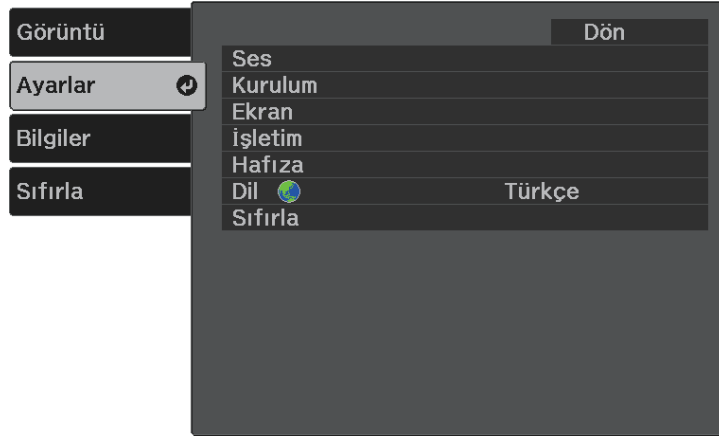 Görüntü
Ayarlar
Bilgiler
Sıfırla
Dön
Ses
Kurulum
Ekran
İşletim
Hafıza
Dil Türkçe
Sıfırla